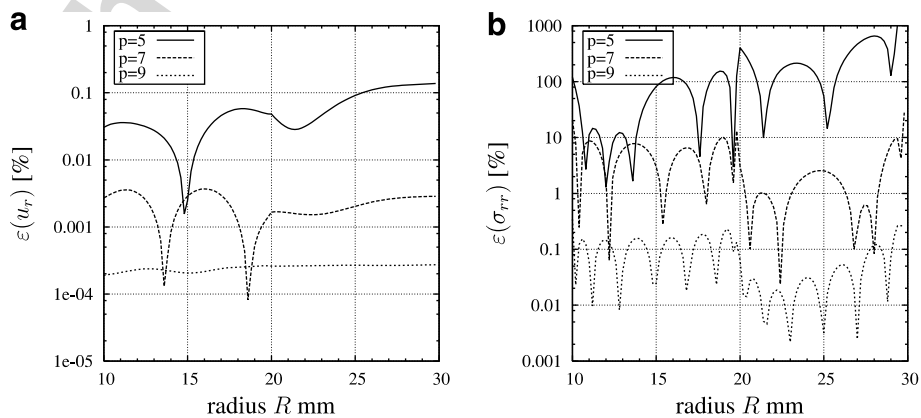 a
1
0.1
0.01
0.001
1e-04
1e-05
ε(u_r) [%]
p=5
p=7
p=9
10 15 20 25 30
radius R mm
b
1000
100
10
1
0.1
0.01
0.001
ε(σ_rr) [%]
p=5
p=7
p=9
10 15 20 25 30
radius R mm